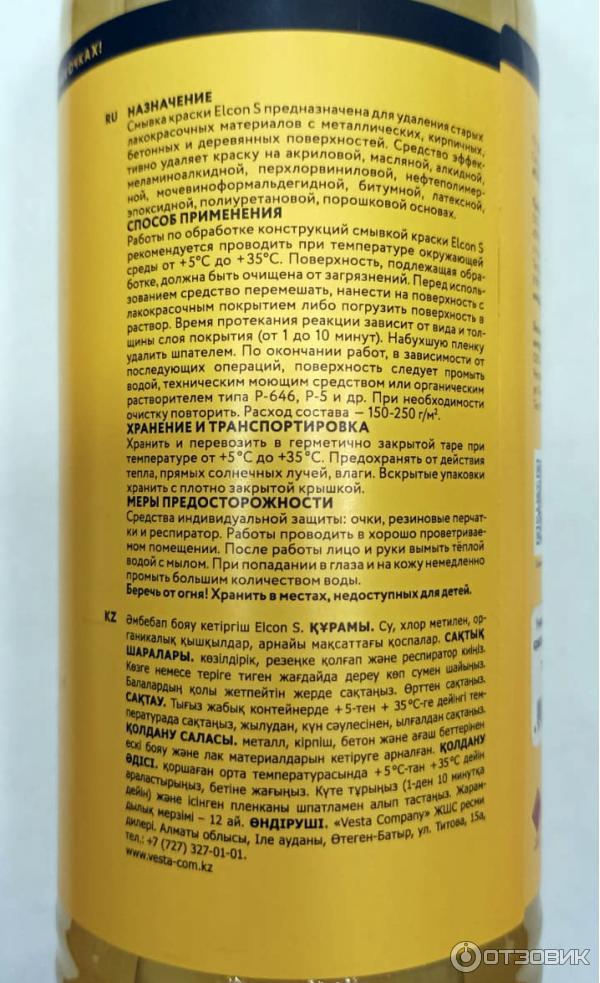 ОЧКАХ!
RU НАЗНАЧЕНИЕ
Смывка краски Elcon S предназначена для удаления старых
лакокрасочных материалов с металлических, кирпичных,
бетонных и деревянных поверхностей. Средство эффек-
тивно удаляет краску на акриловой, масляной, алкидной,
меламиноалкидной, перхлорвиниловой, нефтеполимер-
ной, мочевиноформальдегидной, битумной, латексной,
эпоксидной, полиуретановой, порошковой основах.
СПОСОБ ПРИМЕНЕНИЯ
Работы по обработке конструкций смывкой краски Elcon S
рекомендуется проводить при температуре окружающей
среды от +5°С до +35°С. Поверхность, подлежащая обра-
ботке, должна быть очищена от загрязнений. Перед исполь-
зованием средство перемешать, нанести на поверхность с
лакокрасочным покрытием либо погрузить поверхность в
раствор. Время протекания реакции зависит от вида и тол-
щины слоя покрытия (от 1 до 10 минут). Набухшую пленку
удалить шпателем. По окончании работ, в зависимости от
последующих операций, поверхность следует промыть
водой, техническим моющим средством или органическим
растворителем типа Р-646, Р-5 и др. При необходимости
очистку повторить. Расход состава – 150-250 г/м².
ХРАНЕНИЕ И ТРАНСПОРТИРОВКА
Хранить и перевозить в герметично закрытой таре при
температуре от +5°С до +35°С. Предохранять от действия
тепла, прямых солнечных лучей, влаги. Вскрытые упаковки
хранить с плотно закрытой крышкой.
МЕРЫ ПРЕДОСТОРОЖНОСТИ
Средства индивидуальной защиты: очки, резиновые перчат-
ки и респиратор. Работы проводить в хорошо проветривае-
мом помещении. После работы лицо и руки вымыть тёплой
водой с мылом. При попадании в глаза и на кожу немедленно
промыть большим количеством воды.
Беречь от огня! Хранить в местах, недоступных для детей.
KZ Әмбебап бояу кетіргіш Elcon S. ҚҰРАМЫ. Су, хлор метилен, ор-
ганикалық қышқылдар, арнайы мақсаттағы қоспалар. САҚТЫҚ
ШАРАЛАРЫ. көзілдірік, резеңке қолғап және респиратор киіңіз.
Көзге немесе теріге тиген жағдайда дереу көп сумен шайыңыз.
Балалардың қолы жетпейтін жерде сақтаңыз. Өрттен сақтаңыз.
САҚТАУ. Тығыз жабық контейнерде +5-тен + 35°С-ге дейінгі тем-
пературада сақтаңыз, жылудан, күн сәулесінен, ылғалдан сақтаңыз.
ҚОЛДАНУ САЛАСЫ. металл, кірпіш, бетон және ағаш беттерінен
ескі бояу және лак материалдарын кетіруге арналған. ҚОЛДАНУ
ӘДІСІ. қоршаған орта температурасында +5°С-тан +35°С дейін
араластырыңыз, бетіне жағыңыз. Күте тұрыңыз (1-ден 10 минутқа
дейін) және ісінген пленканы шпатламен алып тастаңыз. Жарам-
дылық мерзімі – 12 ай. ӨНДІРУШІ. «Vesta Company» ЖШС ресми
дилері. Алматы облысы, Іле ауданы, Өтеген-Батыр, ул. Титова, 15а,
тел.: +7 (727) 327-01-01.
www.vesta-com.kz
ОТЗОВИК